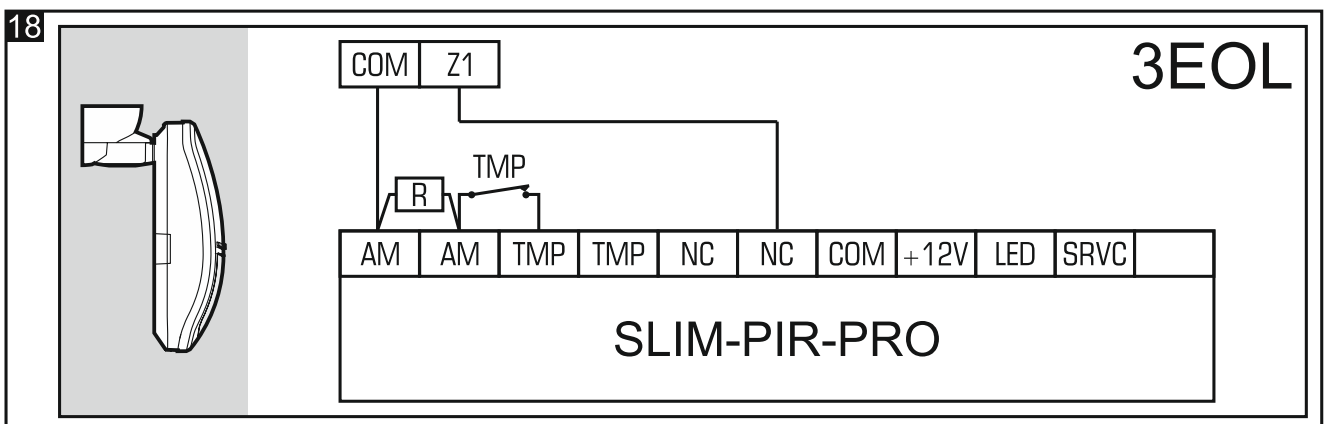 18
3EOL
COM Z1
TMP
R
AM AM TMP TMP NC NC COM +12V LED SRVC
SLIM-PIR-PRO